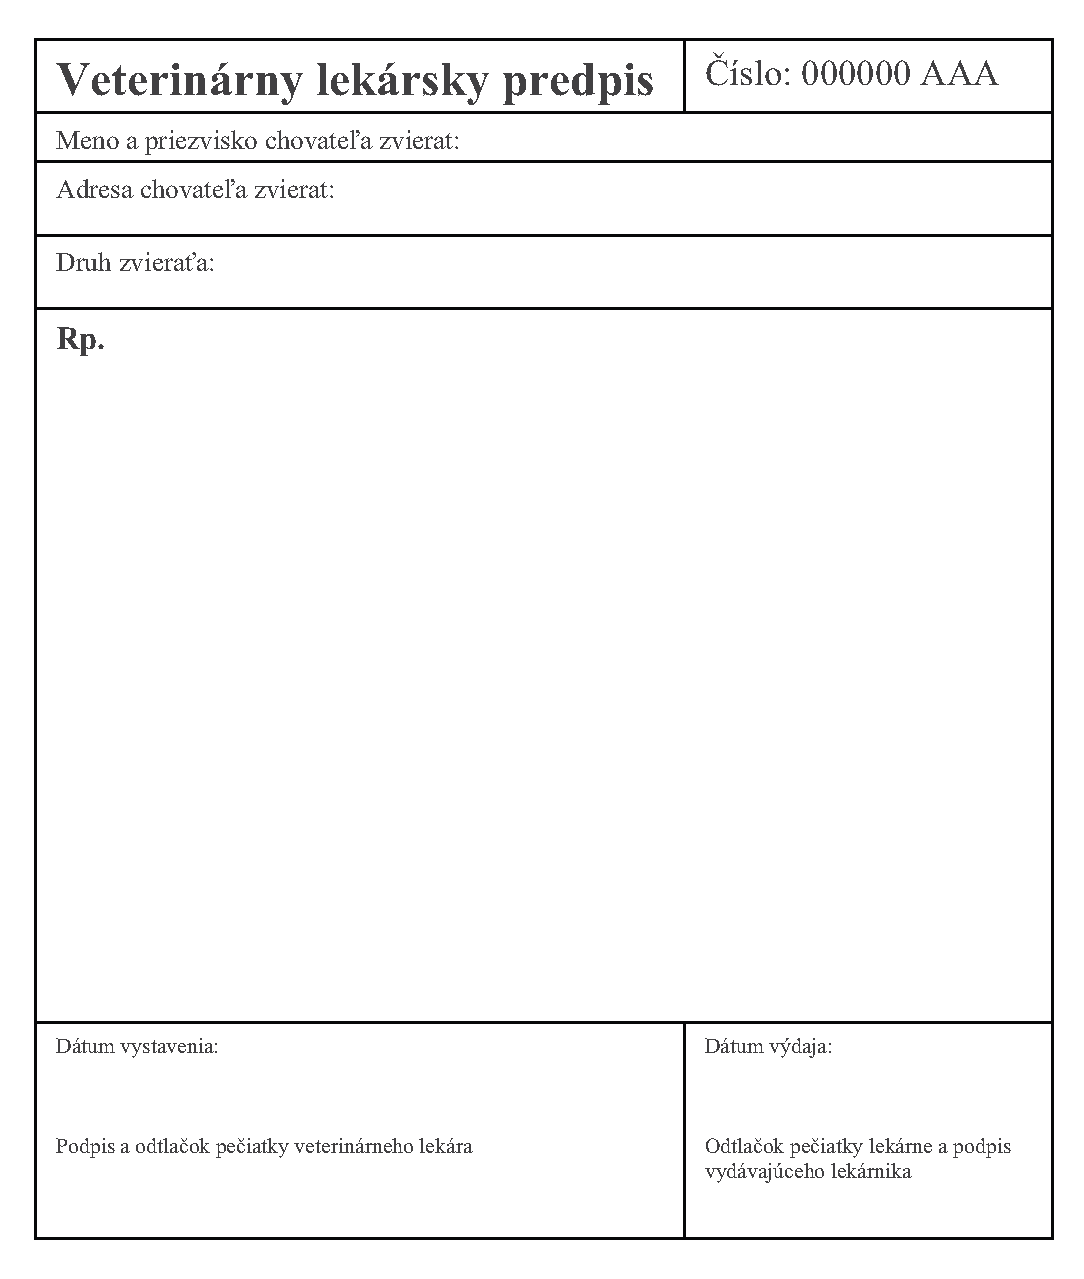 Veterinárny lekársky predpis
Číslo: 000000 AAA
Meno a priezvisko chovateľa zvierat:
Adresa chovateľa zvierat:
Druh zvieraťa:
Rp.
Dátum vystavenia:
Podpis a odtlačok pečiatky veterinárneho lekára
Dátum výdaja:
Odtlačok pečiatky lekárne a podpis
vydávajúceho lekárnika